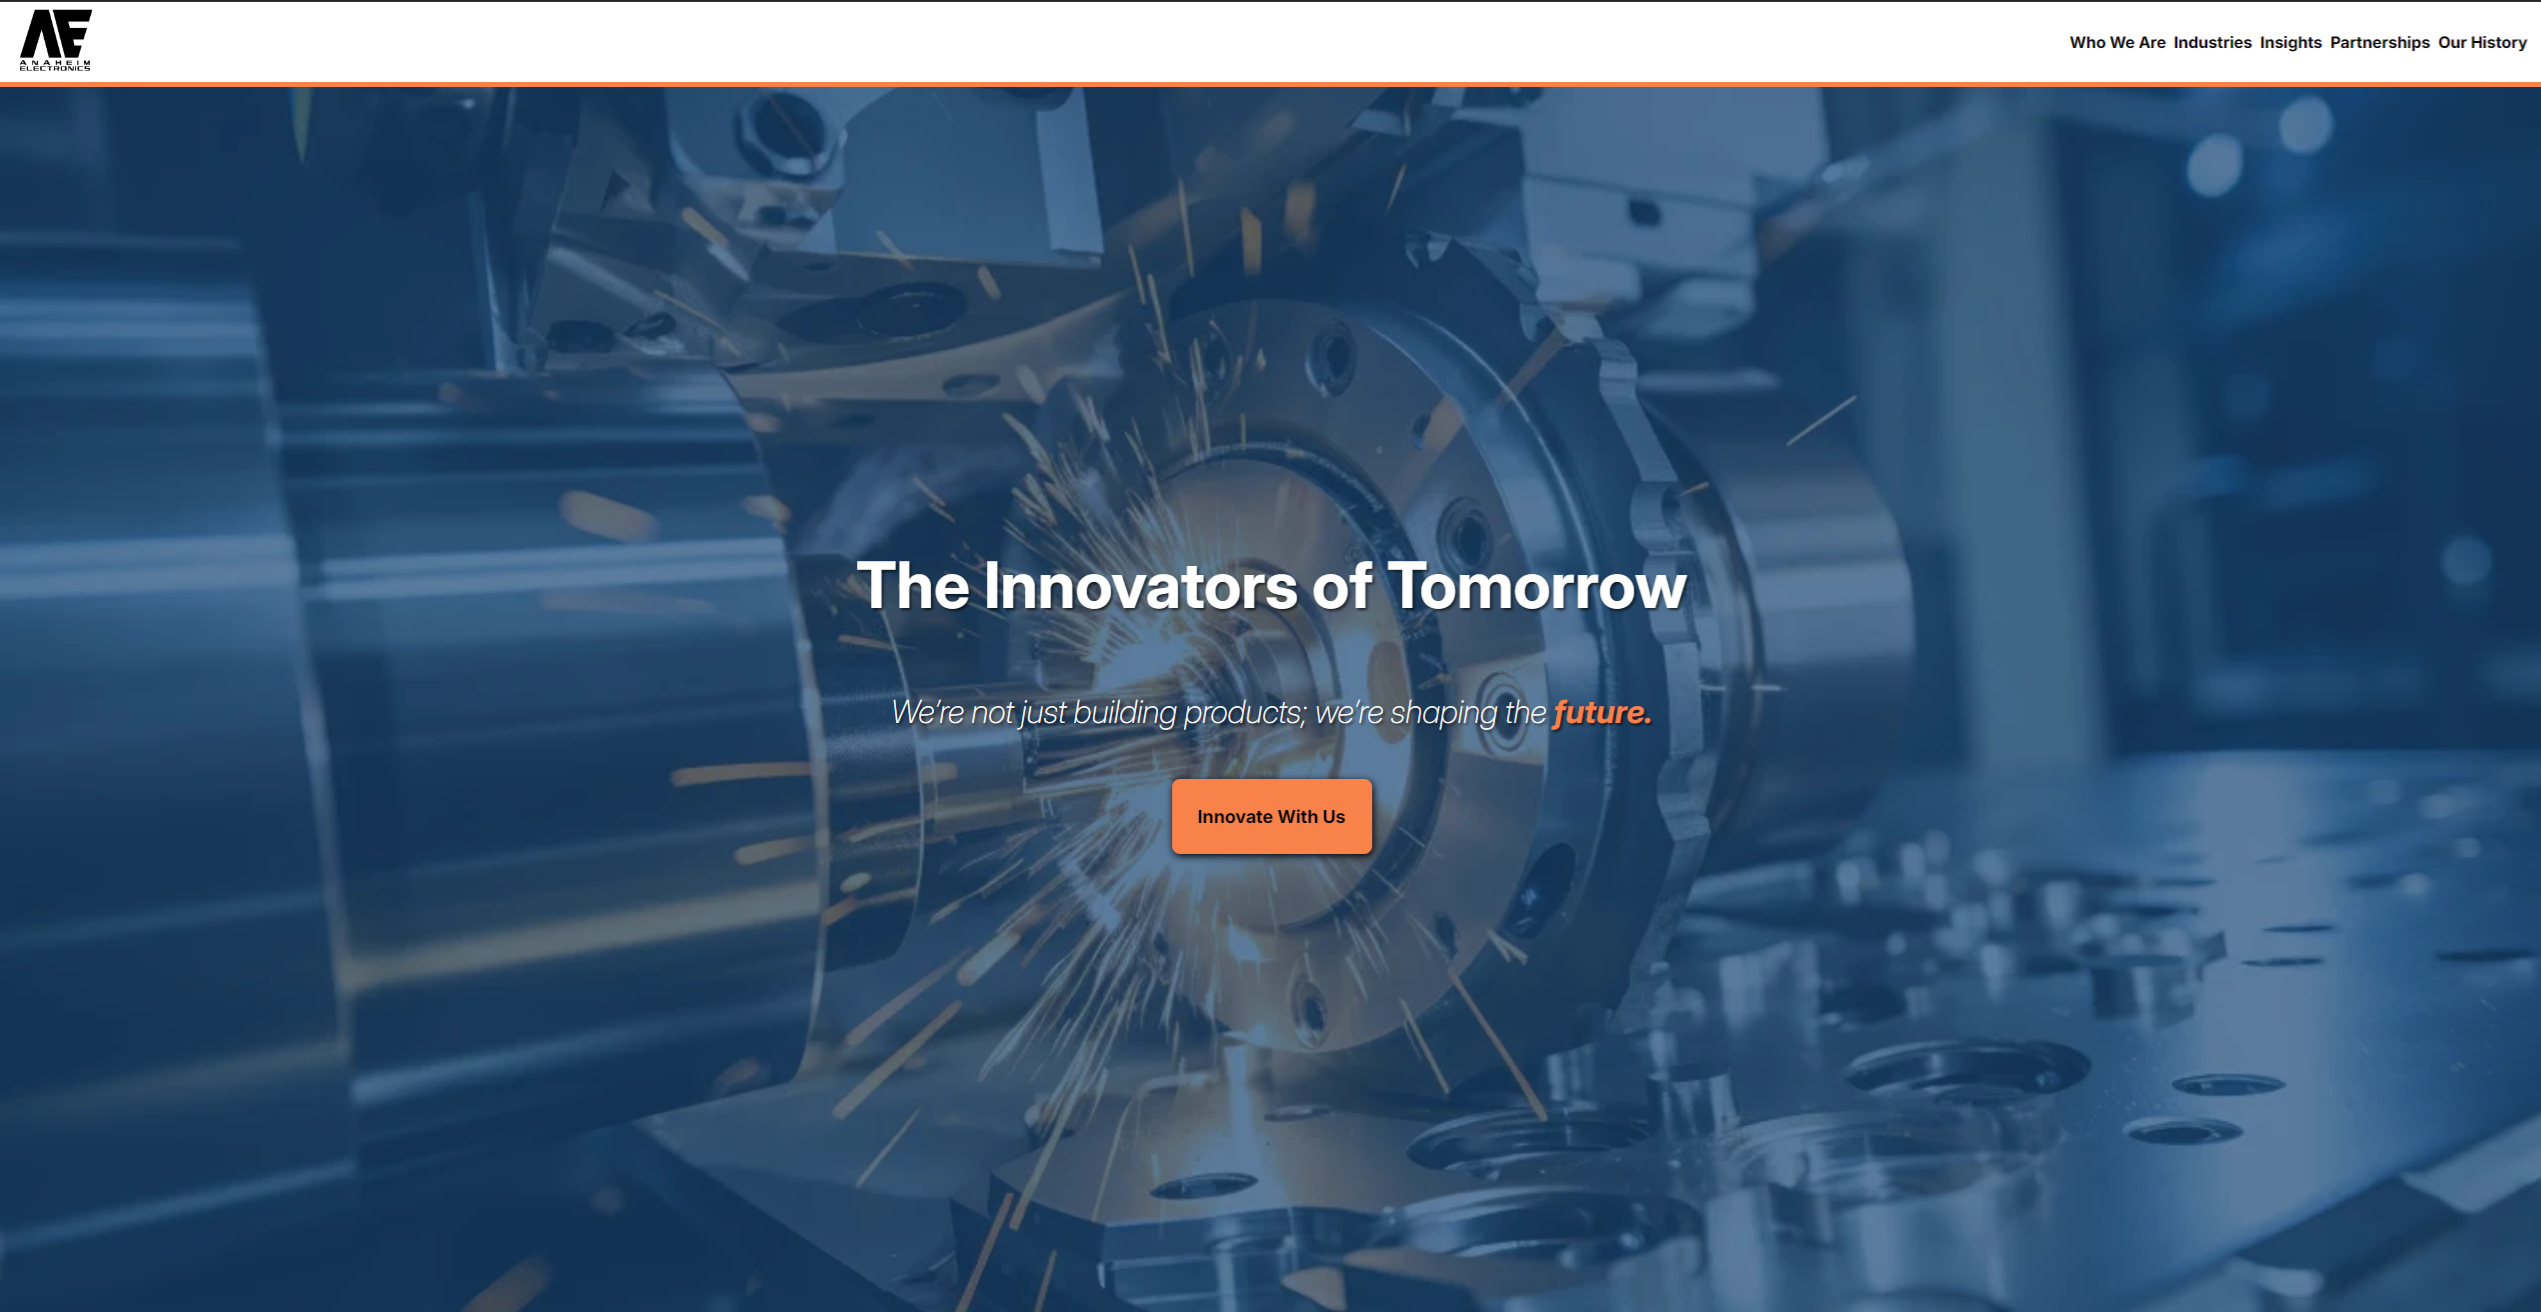 ANAHEIM
ELECTRONICS
Who We Are Industries Insights Partnerships Our History
The Innovators of Tomorrow
We're not just building products; we're shaping the future.
Innovate With Us